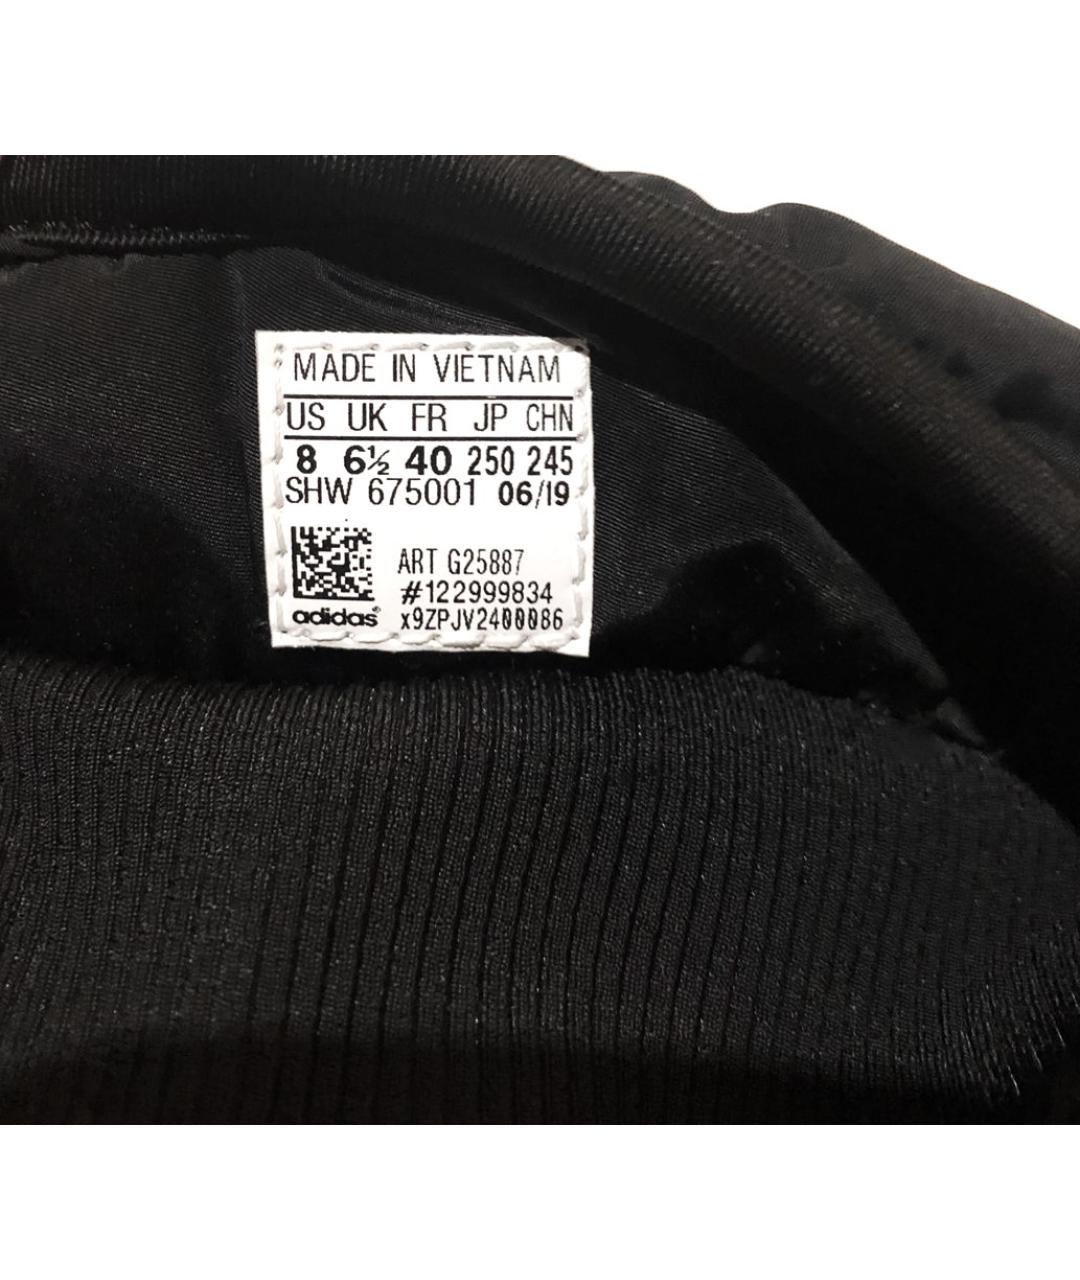 MADE IN VIETNAM
US UK FR JP CHN
8 6½ 40 250 245
SHW 675001 06/19
ART G25887
#122999834
adidas® x9ZPJV2400086